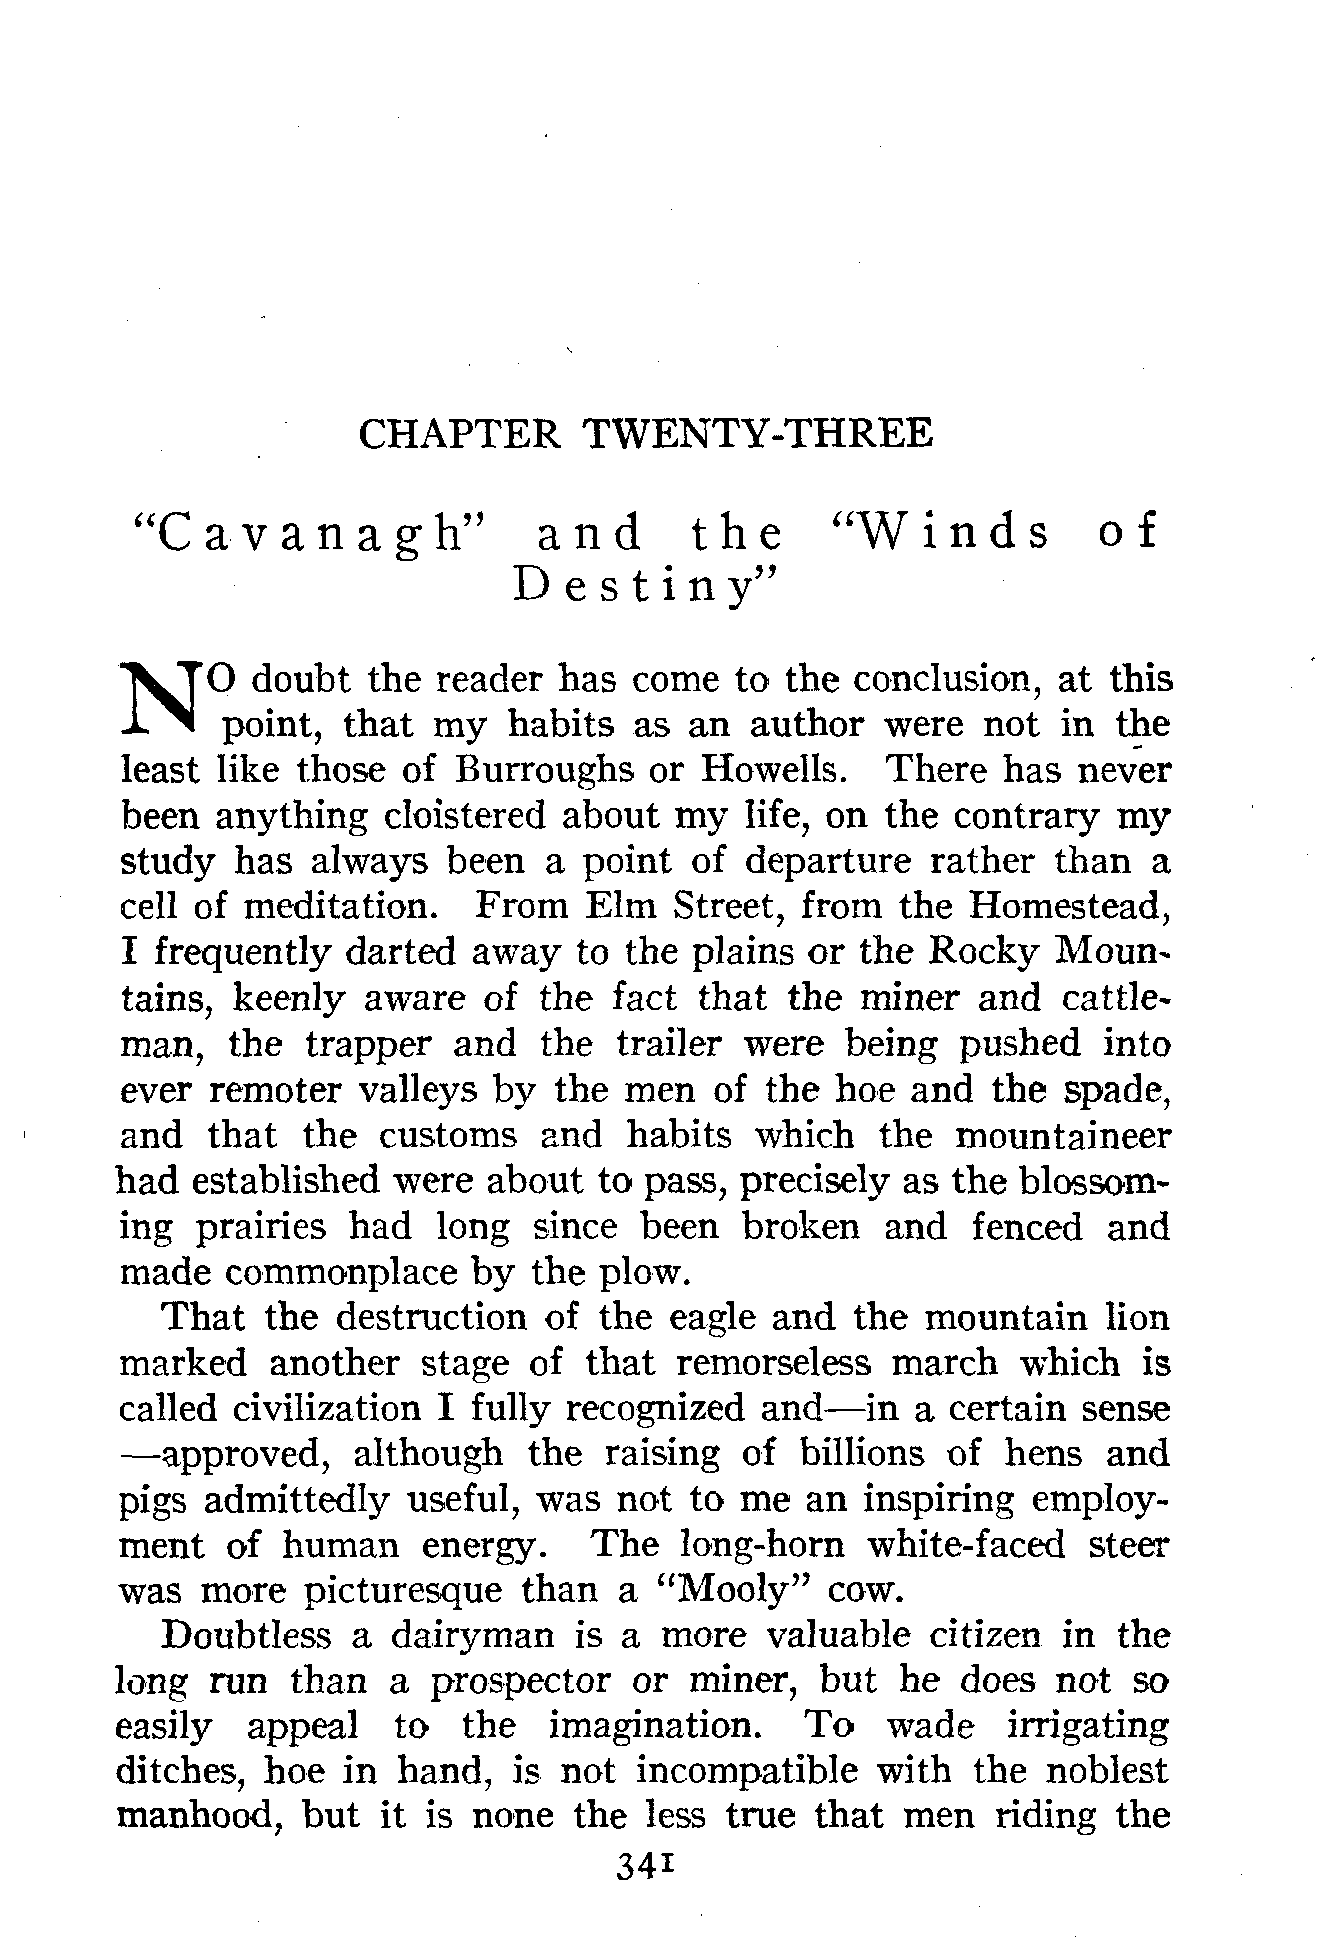 CHAPTER TWENTY-THREE
“Cavanagh” and the “Winds of
Destiny”
NO doubt the reader has come to the conclusion, at this
point, that my habits as an author were not in the
least like those of Burroughs or Howells. There has never
been anything cloistered about my life, on the contrary my
study has always been a point of departure rather than a
cell of meditation. From Elm Street, from the Homestead,
I frequently darted away to the plains or the Rocky Moun-
tains, keenly aware of the fact that the miner and cattle-
man, the trapper and the trailer were being pushed into
ever remoter valleys by the men of the hoe and the spade,
and that the customs and habits which the mountaineer
had established were about to pass, precisely as the blossom-
ing prairies had long since been broken and fenced and
made commonplace by the plow.
That the destruction of the eagle and the mountain lion
marked another stage of that remorseless march which is
called civilization I fully recognized and—in a certain sense
—approved, although the raising of billions of hens and
pigs admittedly useful, was not to me an inspiring employ-
ment of human energy. The long-horn white-faced steer
was more picturesque than a “Mooly” cow.
Doubtless a dairyman is a more valuable citizen in the
long run than a prospector or miner, but he does not so
easily appeal to the imagination. To wade irrigating
ditches, hoe in hand, is not incompatible with the noblest
manhood, but it is none the less true that men riding the
341